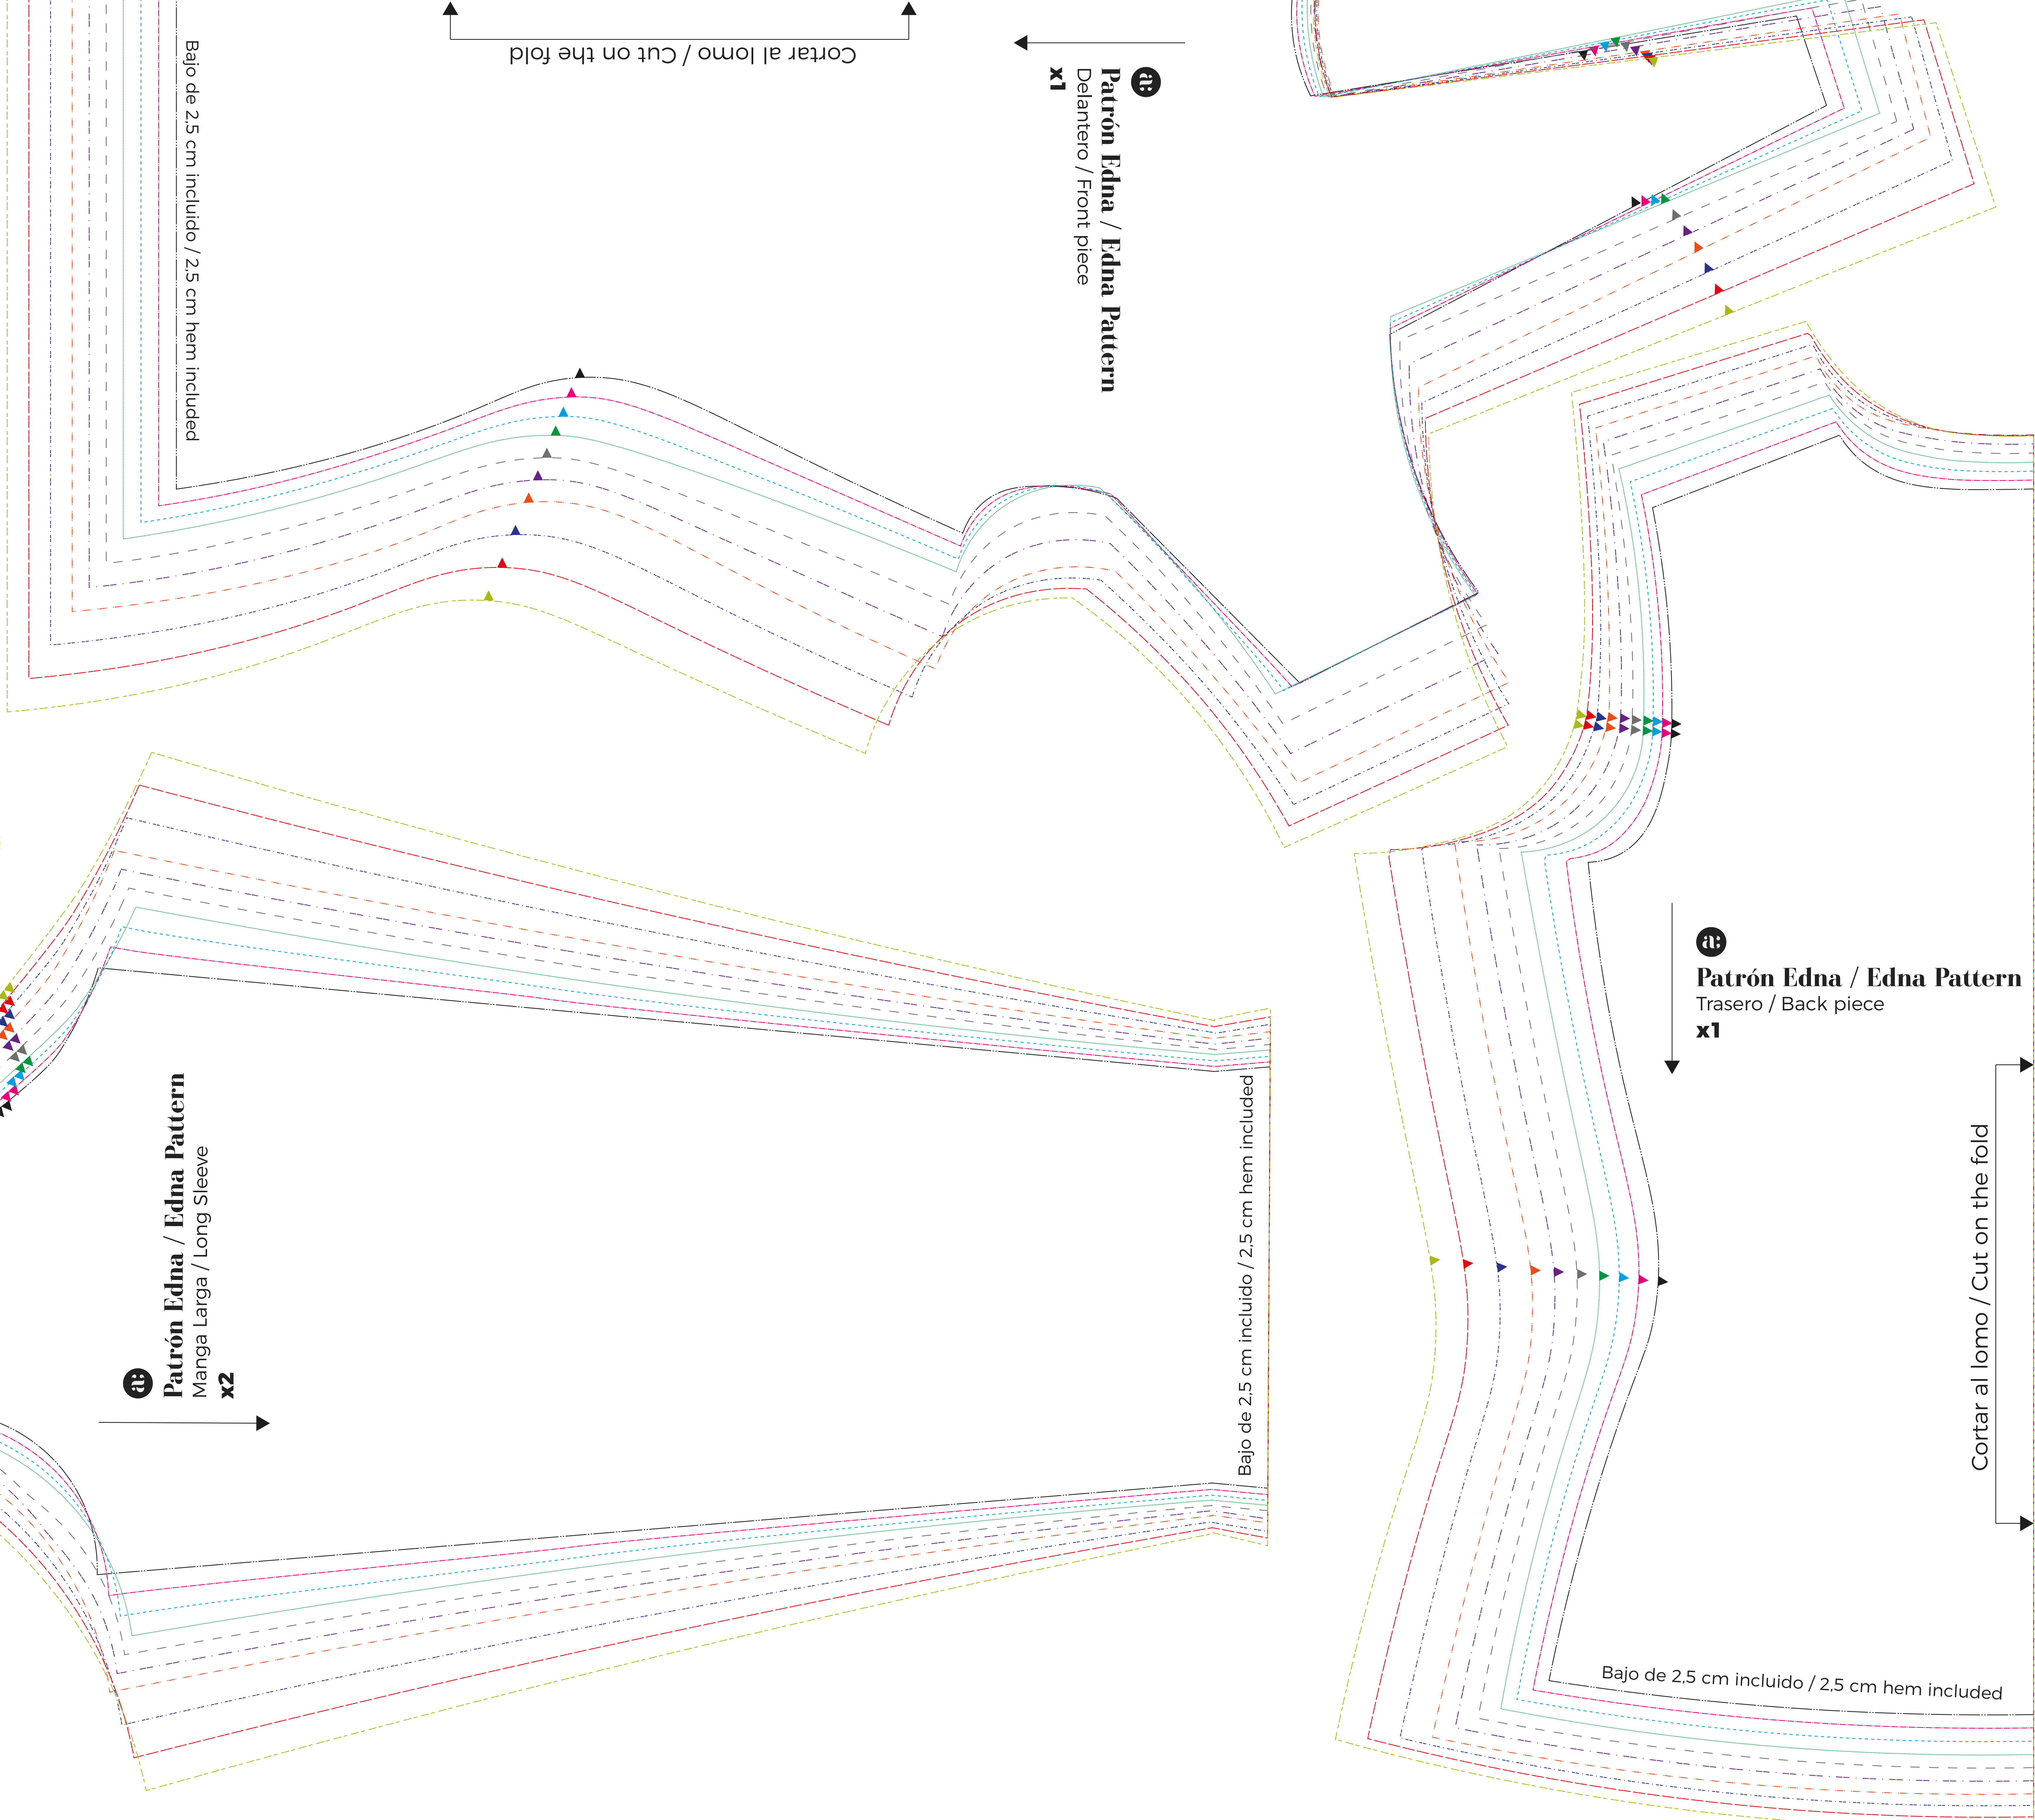 Cortar al lomo / Cut on the fold
Bajo de 2,5 cm incluido / 2,5 cm hem included
a:
Patrón Edna / Edna Pattern
Delantero / Front piece
x1
a:
Patrón Edna / Edna Pattern
Trasero / Back piece
x1
Cortar al lomo / Cut on the fold
Bajo de 2,5 cm incluido / 2,5 cm hem included
a:
Patrón Edna / Edna Pattern
Manga Larga / Long Sleeve
x2
Bajo de 2,5 cm incluido / 2,5 cm hem included